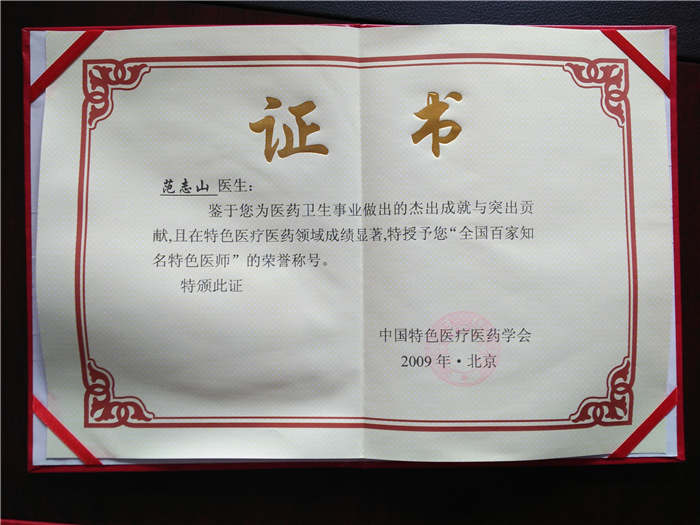 证 书
范志山 医生:
鉴于您为医药卫生事业做出的杰出成就与突出贡
献,且在特色医疗医药领域成绩显著,特授予您“全国百家知
名特色医师”的荣誉称号。
特颁此证
中国特色医疗医药学会
2009 年·北京